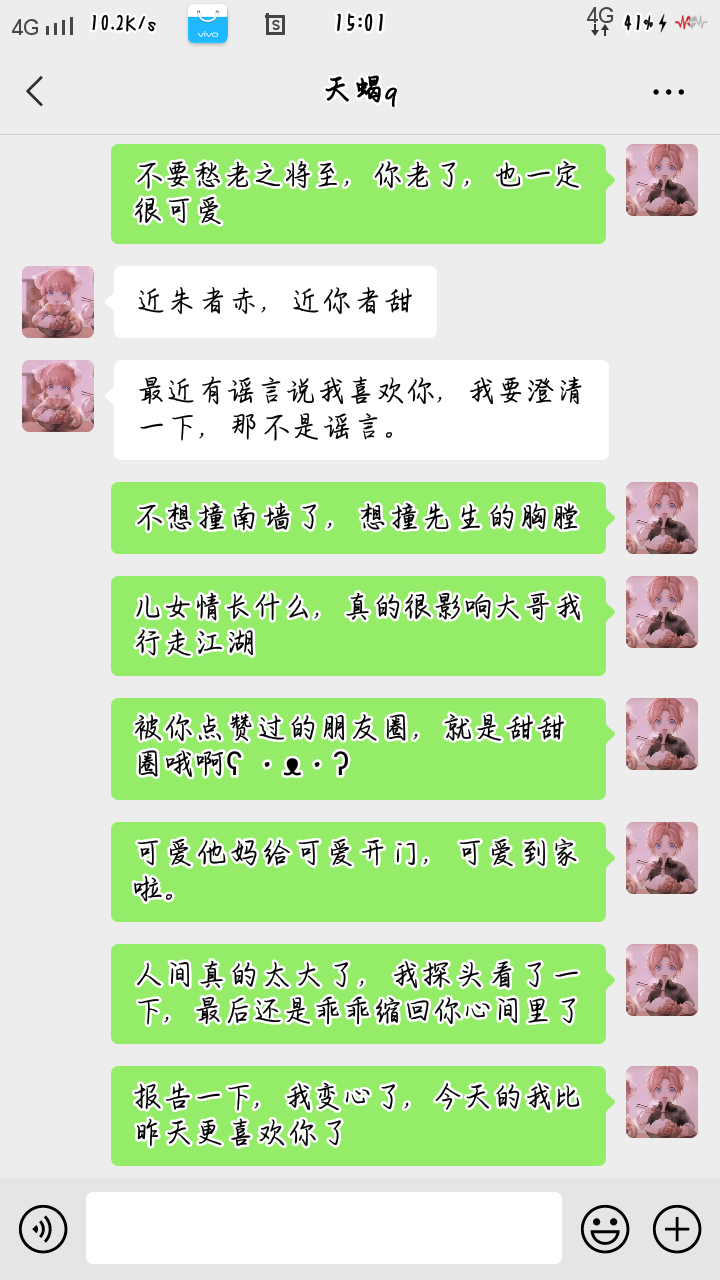 4G 10.2K/s vivo S 15:01 4G 41%
天蝎q
不要愁老之将至，你老了，也一定
很可爱
近朱者赤，近你者甜
最近有谣言说我喜欢你，我要澄清
一下，那不是谣言。
不想撞南墙了，想撞先生的胸膛
儿女情长什么，真的很影响大哥我
行走江湖
被你点赞过的朋友圈，就是甜甜
圈哦啊ʕ ·ᴥ·ʔ
可爱他妈给可爱开门，可爱到家
啦。
人间真的太大了，我探头看了一
下，最后还是乖乖缩回你心间里了
报告一下，我变心了，今天的我比
昨天更喜欢你了